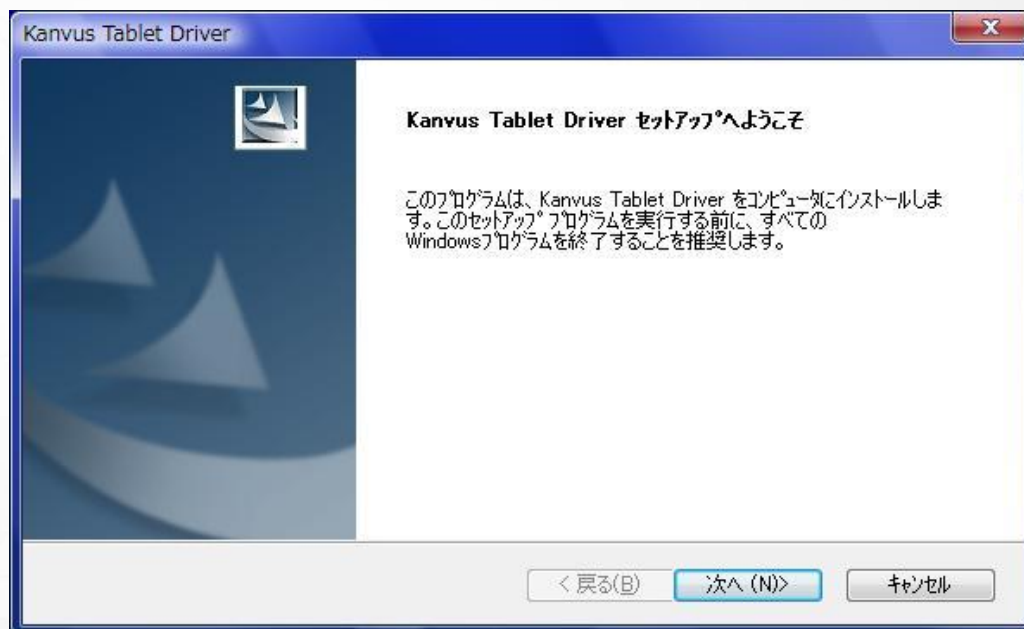 Kanvus Tablet Driver
Kanvus Tablet Driver ｾｯﾄｱｯﾌﾟへようこそ
このﾌﾟﾛｸﾞﾗﾑは、Kanvus Tablet Driver をｺﾝﾋﾟｭｰﾀにｲﾝｽﾄｰﾙしま
す。このｾｯﾄｱｯﾌﾟ ﾌﾟﾛｸﾞﾗﾑを実行する前に、すべての
Windowsﾌﾟﾛｸﾞﾗﾑを終了することを推奨します。
< 戻る(B)
次へ (N)>
ｷｬﾝｾﾙ